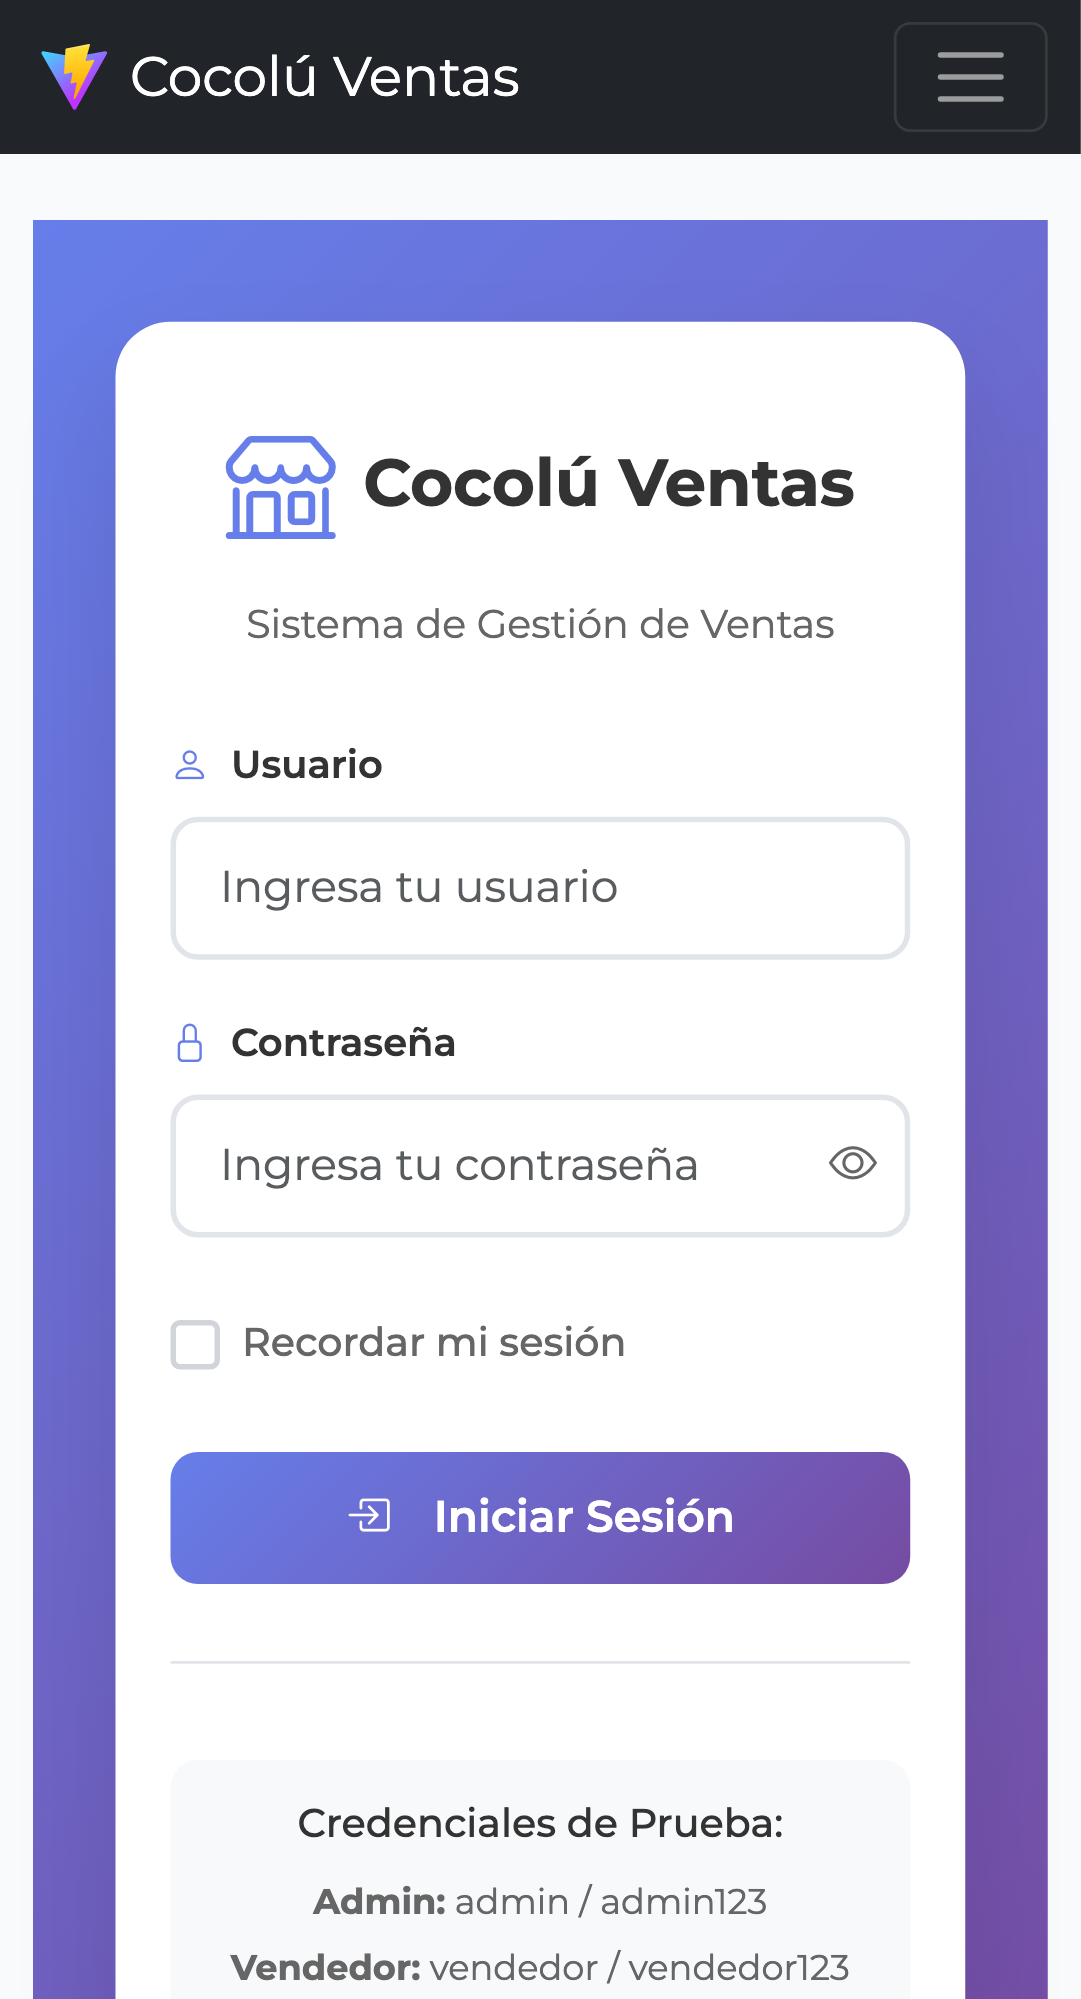 Cocolú Ventas
Cocolú Ventas
Sistema de Gestión de Ventas
Usuario
Ingresa tu usuario
Contraseña
Ingresa tu contraseña
Recordar mi sesión
Iniciar Sesión
Credenciales de Prueba:
Admin: admin / admin123
Vendedor: vendedor / vendedor123